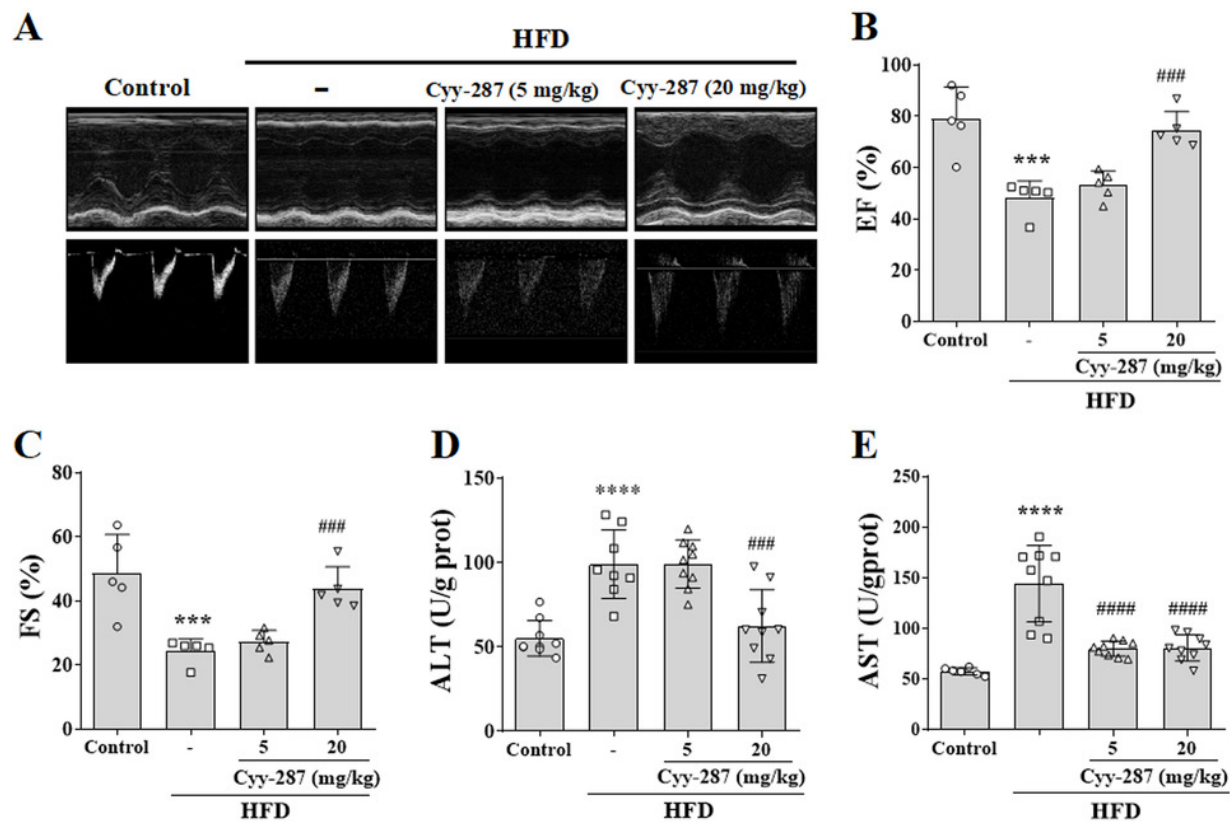 A
HFD
Control
-
Cyy-287 (5 mg/kg)
Cyy-287 (20 mg/kg)
B
EF (%)
100
80
60
40
20
0
***
###
Control
-
5
20
Cyy-287 (mg/kg)
HFD
C
FS (%)
80
60
40
20
0
***
###
Control
-
5
20
Cyy-287 (mg/kg)
HFD
D
ALT (U/g prot)
150
100
50
0
****
###
Control
-
5
20
Cyy-287 (mg/kg)
HFD
E
AST (U/gprot)
250
200
150
100
50
0
****
####
####
Control
-
5
20
Cyy-287 (mg/kg)
HFD